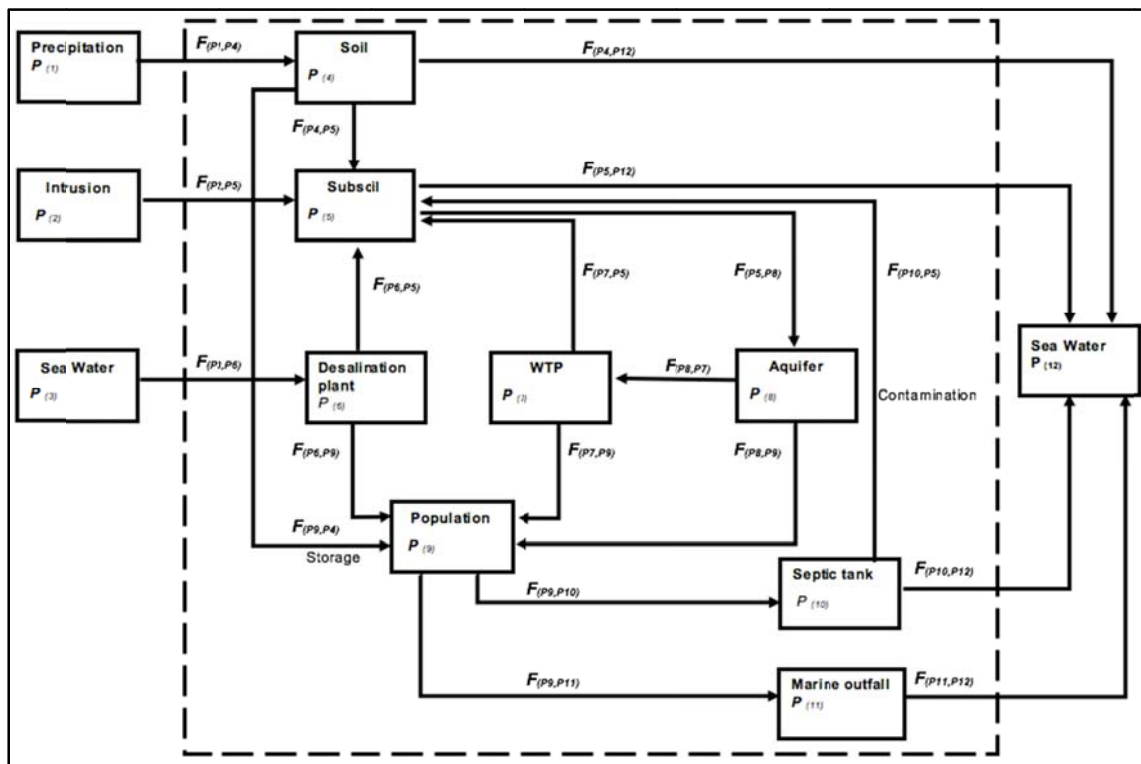 Precipitation
P (1)
F(P1,P4)
Soil
P (4)
F(P4,P12)
F(P4,P5)
Intrusion
P (2)
F(P2,P5)
Subscil
P (5)
F(P5,P12)
F(P6,P5)
F(P7,P5)
F(P5,P8)
F(P10,P5)
Sea Water
P (3)
F(P3,P6)
Desalination
plant
P (6)
WTP
P (7)
F(P8,P7)
Aquifer
P (8)
Contamination
Sea Water
P (12)
F(P6,P9)
F(P7,P9)
F(P8,P9)
F(P9,P4)
Storage
Population
P (9)
F(P9,P10)
Septic tank
P (10)
F(P10,P12)
F(P9,P11)
Marine outfall
P (11)
F(P11,P12)